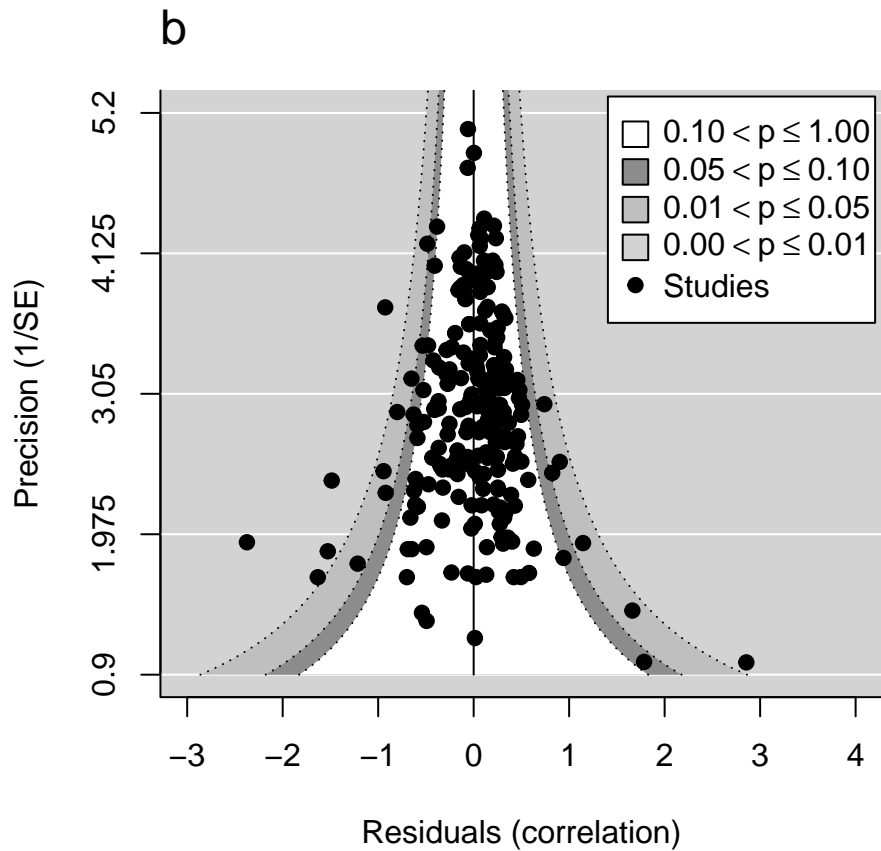 b
5.2
4.125
3.05
1.975
0.9
Precision (1/SE)
0.10 < p ≤ 1.00
0.05 < p ≤ 0.10
0.01 < p ≤ 0.05
0.00 < p ≤ 0.01
Studies
−3 −2 −1 0 1 2 3 4
Residuals (correlation)